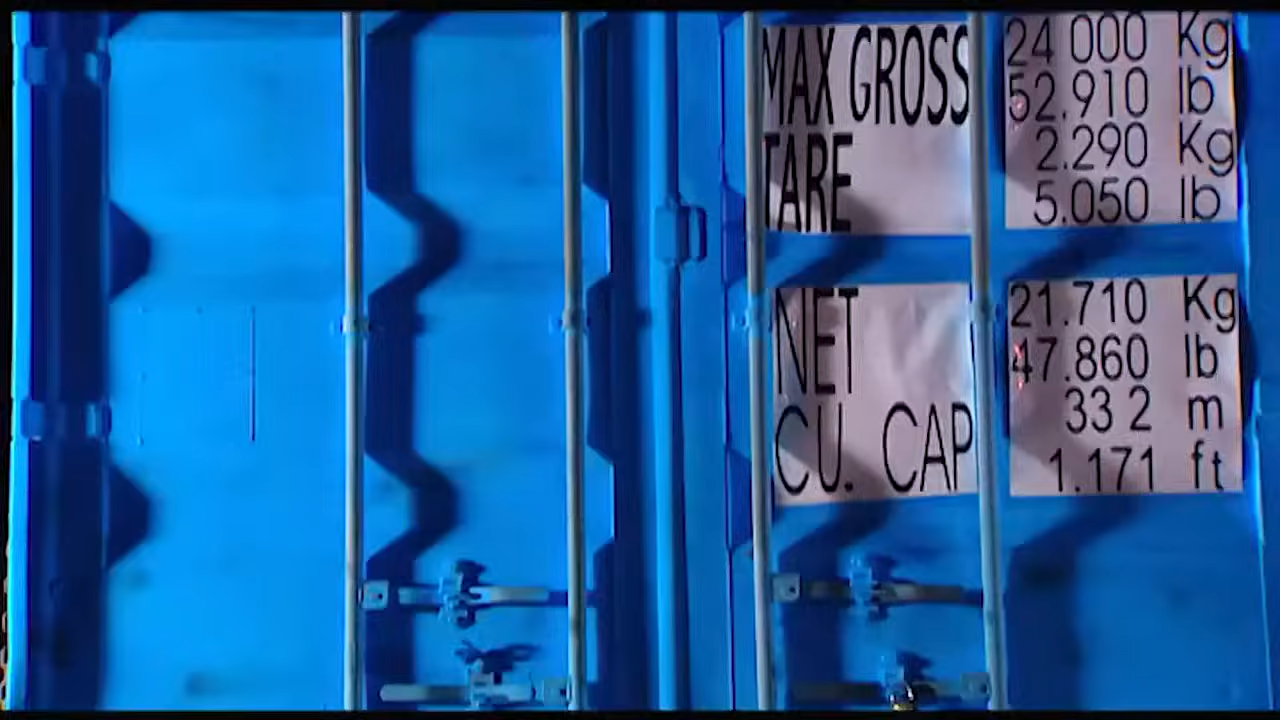 MAX GROSS 24 000 Kg
52.910 lb
TARE 2.290 Kg
5.050 lb
NET 21.710 Kg
47.860 lb
CU. CAP 33 2 m
1.171 ft